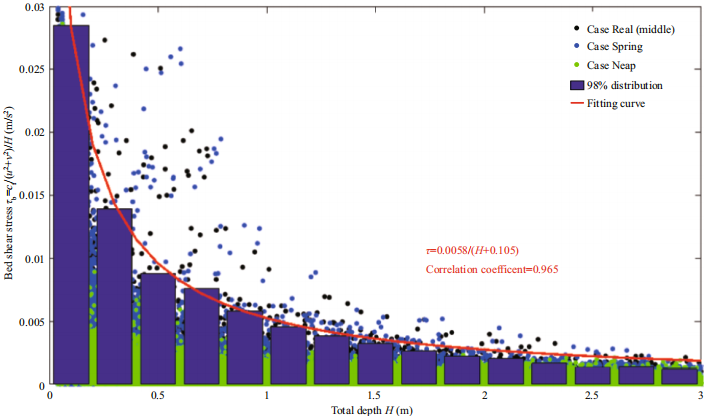 0.03
0.025
0.02
0.015
0.01
0.005
0
Bed shear stress τb=cf(u²+v²)/H (m/s²)
Case Real (middle)
Case Spring
Case Neap
98% distribution
Fitting curve
τ=0.0058/(H+0.105)
Correlation coefficent=0.965
0 0.5 1 1.5 2 2.5 3
Total depth H (m)